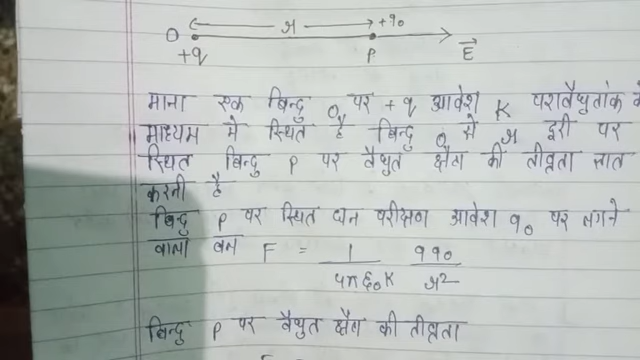 O r +q₀
+q P E⃗
माना एक बिन्दु O पर +q आवेश K परावैधुतांक के
माध्यम मे स्थित है बिन्दु O से r दूरी पर
स्थित बिन्दु P पर वैधुत क्षेत्र की तीव्रता ज्ञात
करनी है
बिन्दु P पर स्थित धन परीक्षण आवेश q₀ पर लगने
वाला बल F = 1/4πε₀K qq₀/r²
बिन्दु P पर वैधुत क्षेत्र की तीव्रता